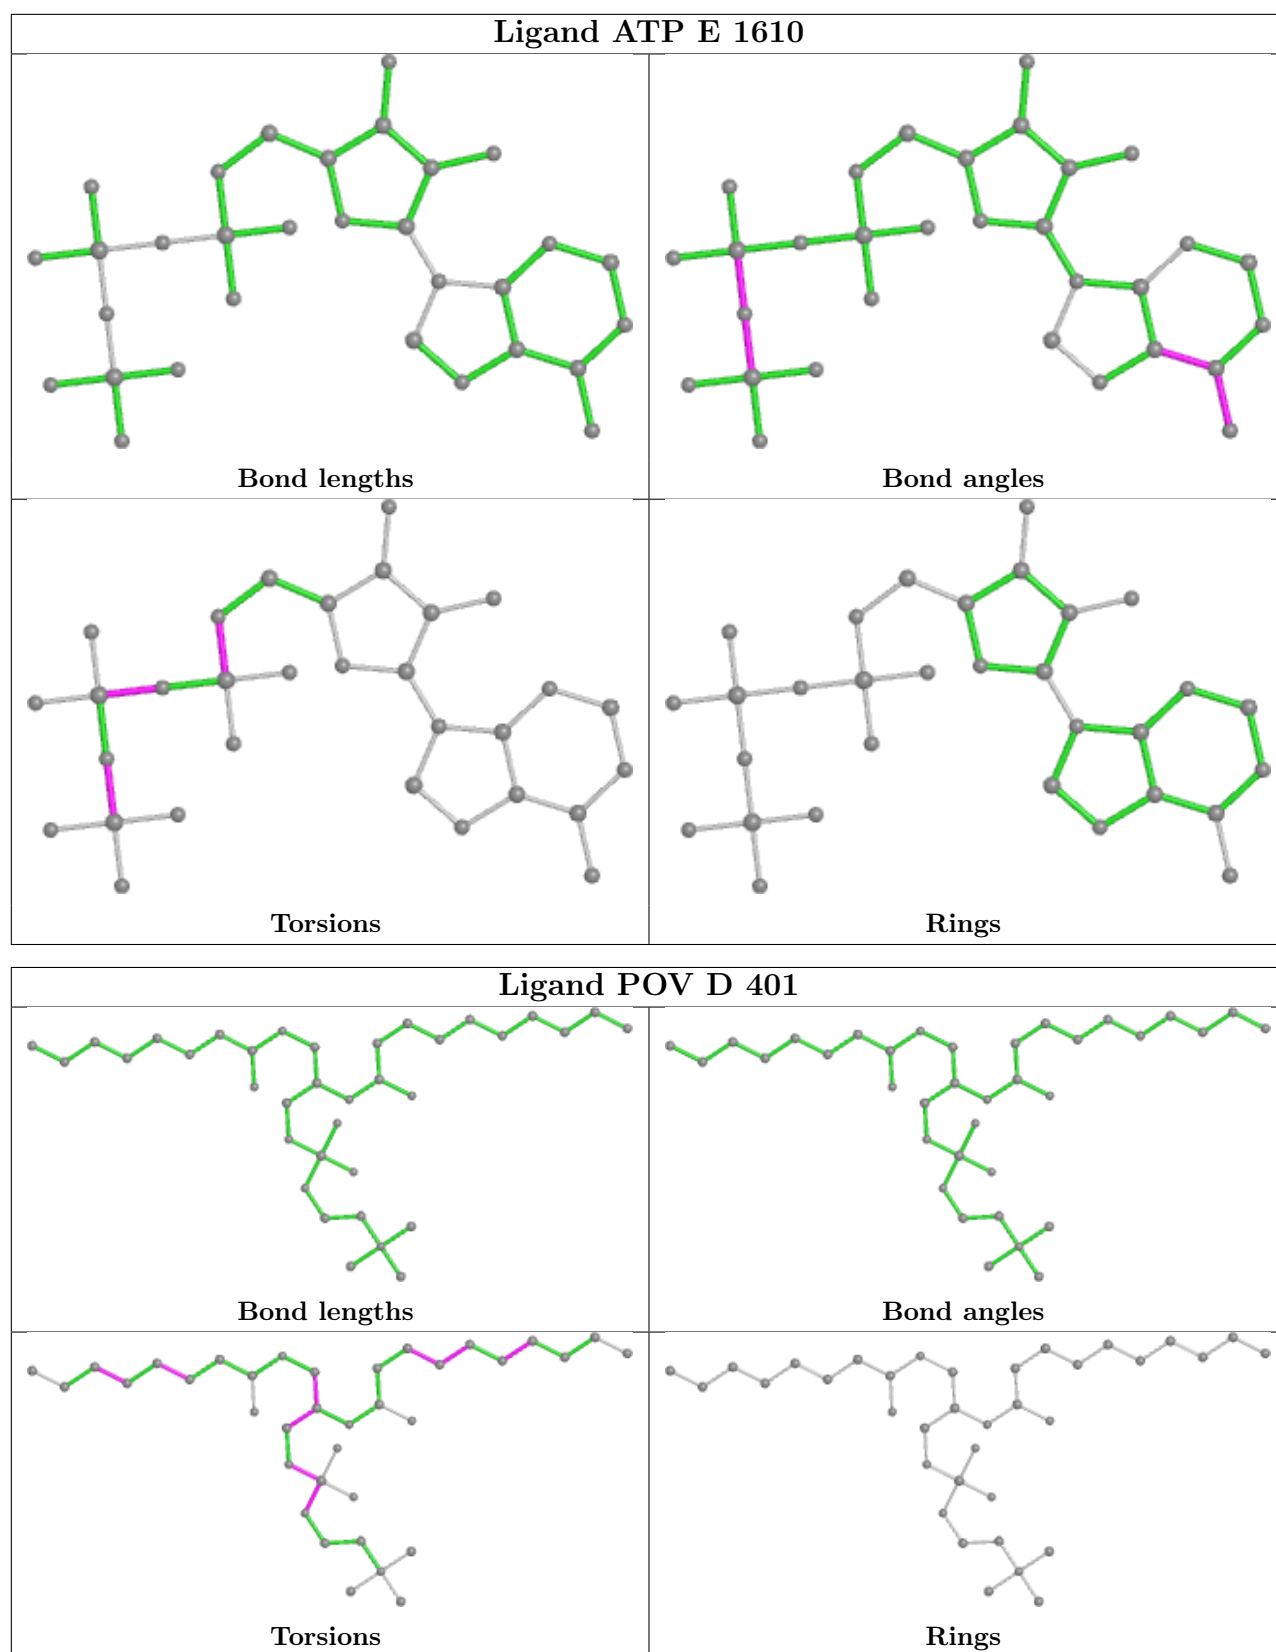 Ligand ATP E 1610
Bond lengths
Bond angles
Torsions
Rings
Ligand POV D 401
Bond lengths
Bond angles
Torsions
Rings